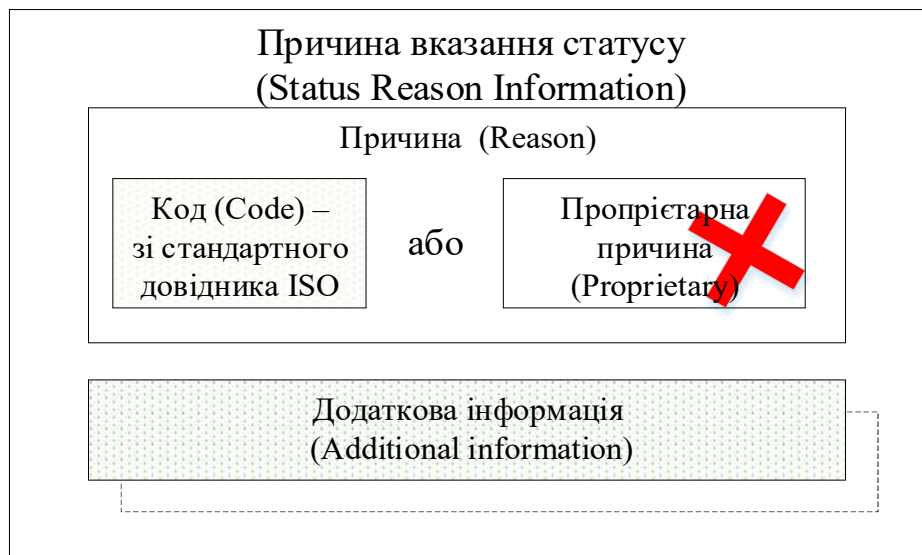 Причина вказання статусу
(Status Reason Information)
Причина (Reason)
Код (Code) –
зі стандартного
довідника ISO
або
Пропрієтарна
причина
(Proprietary)
Додаткова інформація
(Additional information)